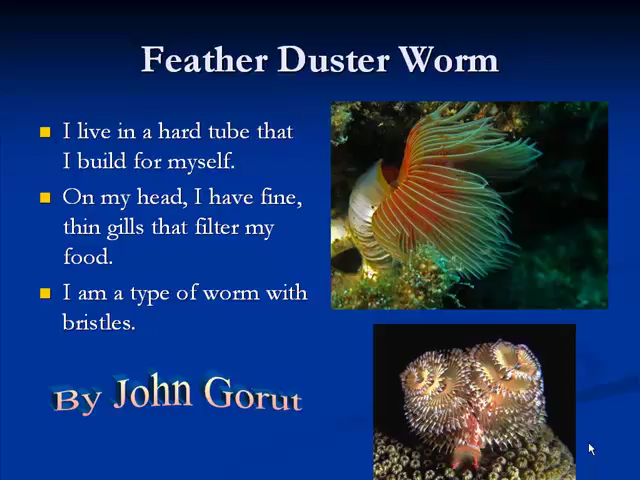 Feather Duster Worm
I live in a hard tube that
I build for myself.
On my head, I have fine,
thin gills that filter my
food.
I am a type of worm with
bristles.
By John Gorut